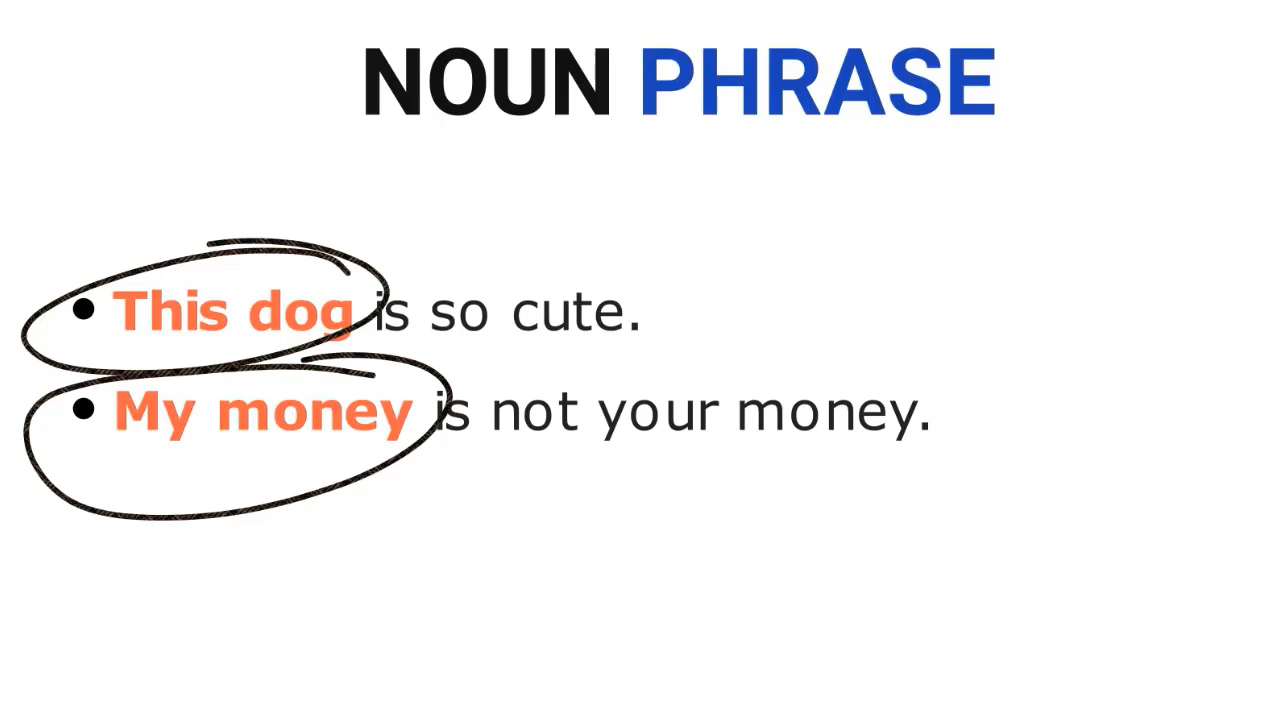 NOUN PHRASE
• This dog is so cute.
• My money is not your money.